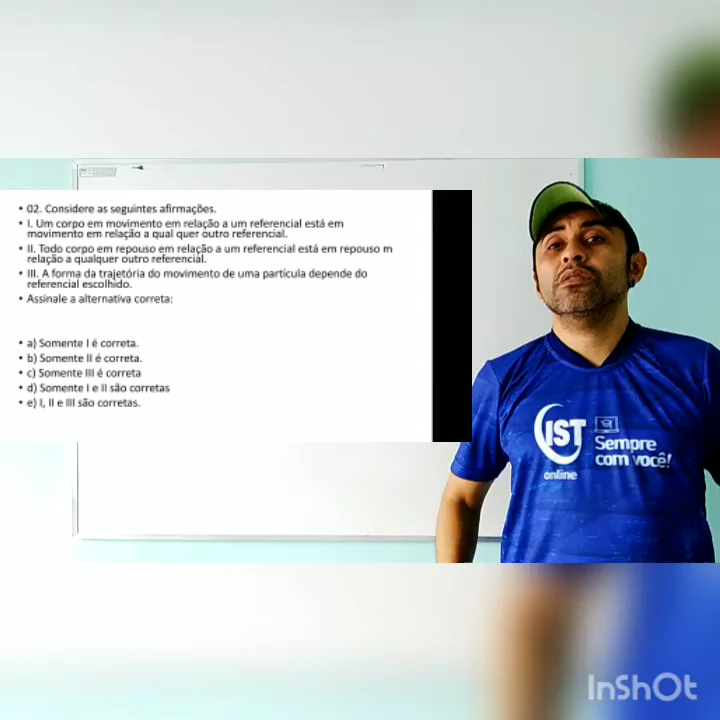 • 02. Considere as seguintes afirmações.
• I. Um corpo em movimento em relação a um referencial está em
movimento em relação a qual quer outro referencial.
• II. Todo corpo em repouso em relação a um referencial está em repouso m
relação a qualquer outro referencial.
• III. A forma da trajetória do movimento de uma partícula depende do
referencial escolhido.
• Assinale a alternativa correta:
• a) Somente I é correta.
• b) Somente II é correta.
• c) Somente III é correta
• d) Somente I e II são corretas
• e) I, II e III são corretas.
IST
online
Sempre
com você!
InShOt